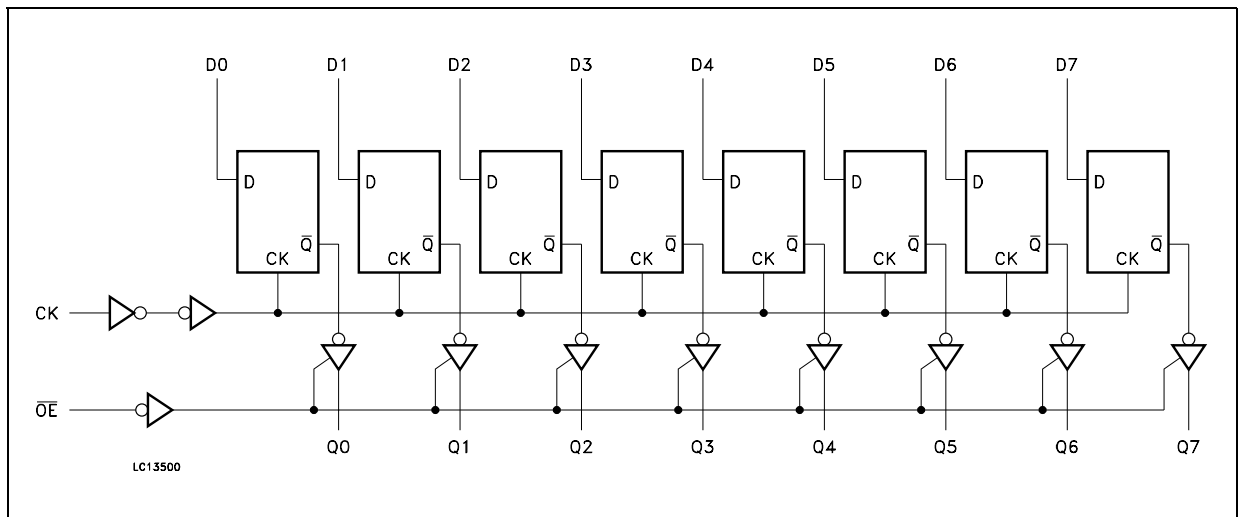 D0 D1 D2 D3 D4 D5 D6 D7
D D D D D D D D
Q̅ Q̅ Q̅ Q̅ Q̅ Q̅ Q̅ Q̅
CK CK CK CK CK CK CK CK
CK
O̅E̅
Q0 Q1 Q2 Q3 Q4 Q5 Q6 Q7
LC13500